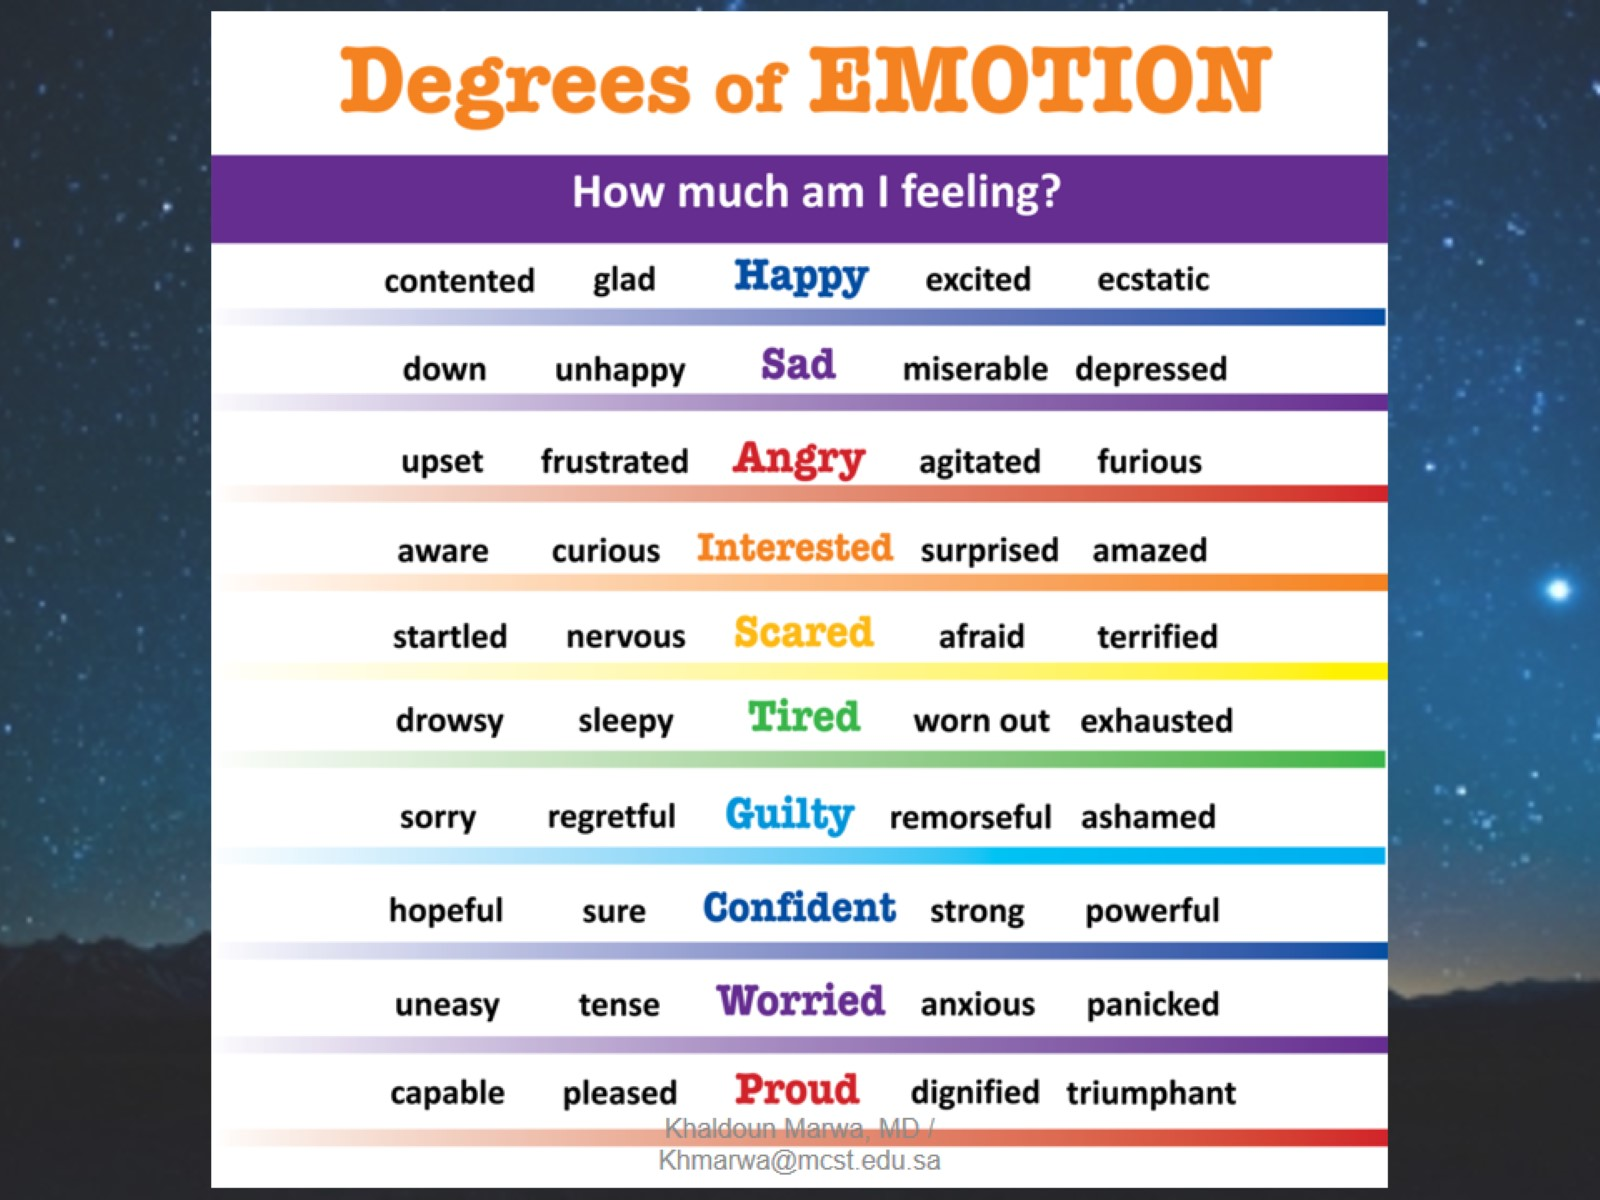 Degrees of EMOTION
How much am I feeling?
contented glad Happy excited ecstatic
down unhappy Sad miserable depressed
upset frustrated Angry agitated furious
aware curious Interested surprised amazed
startled nervous Scared afraid terrified
drowsy sleepy Tired worn out exhausted
sorry regretful Guilty remorseful ashamed
hopeful sure Confident strong powerful
uneasy tense Worried anxious panicked
capable pleased Proud dignified triumphant
Khaldoun Marwa, MD /
Khmarwa@mcst.edu.sa